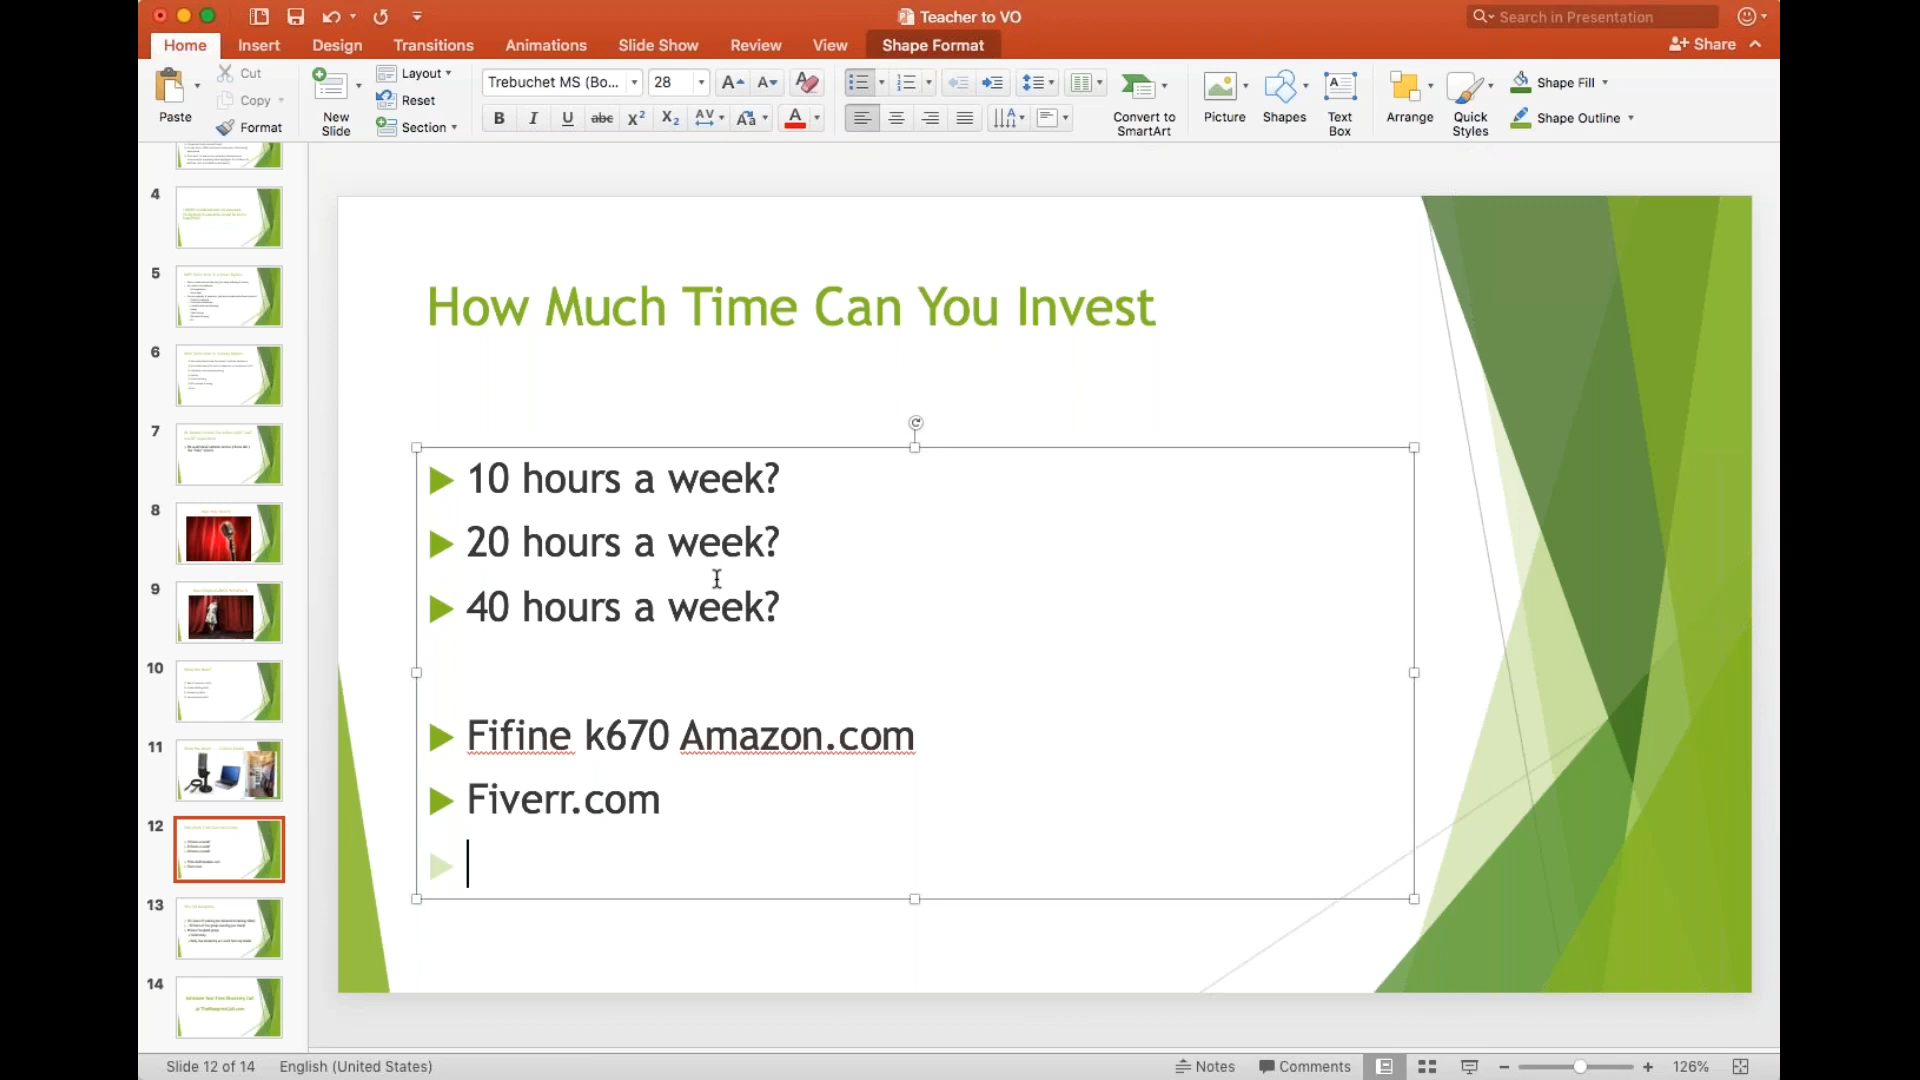 Teacher to VO
Search in Presentation
Home Insert Design Transitions Animations Slide Show Review View Shape Format
Share
Paste
Cut
Copy
Format
New Slide
Layout
Reset
Section
Trebuchet MS (Bo... 28
Convert to SmartArt
Picture
Shapes
Text Box
Arrange
Quick Styles
Shape Fill
Shape Outline
4
5
6
7
8
9
10
11
12
13
14
How Much Time Can You Invest
10 hours a week?
20 hours a week?
40 hours a week?
Fifine k670 Amazon.com
Fiverr.com
Slide 12 of 14 English (United States)
Notes Comments 126%